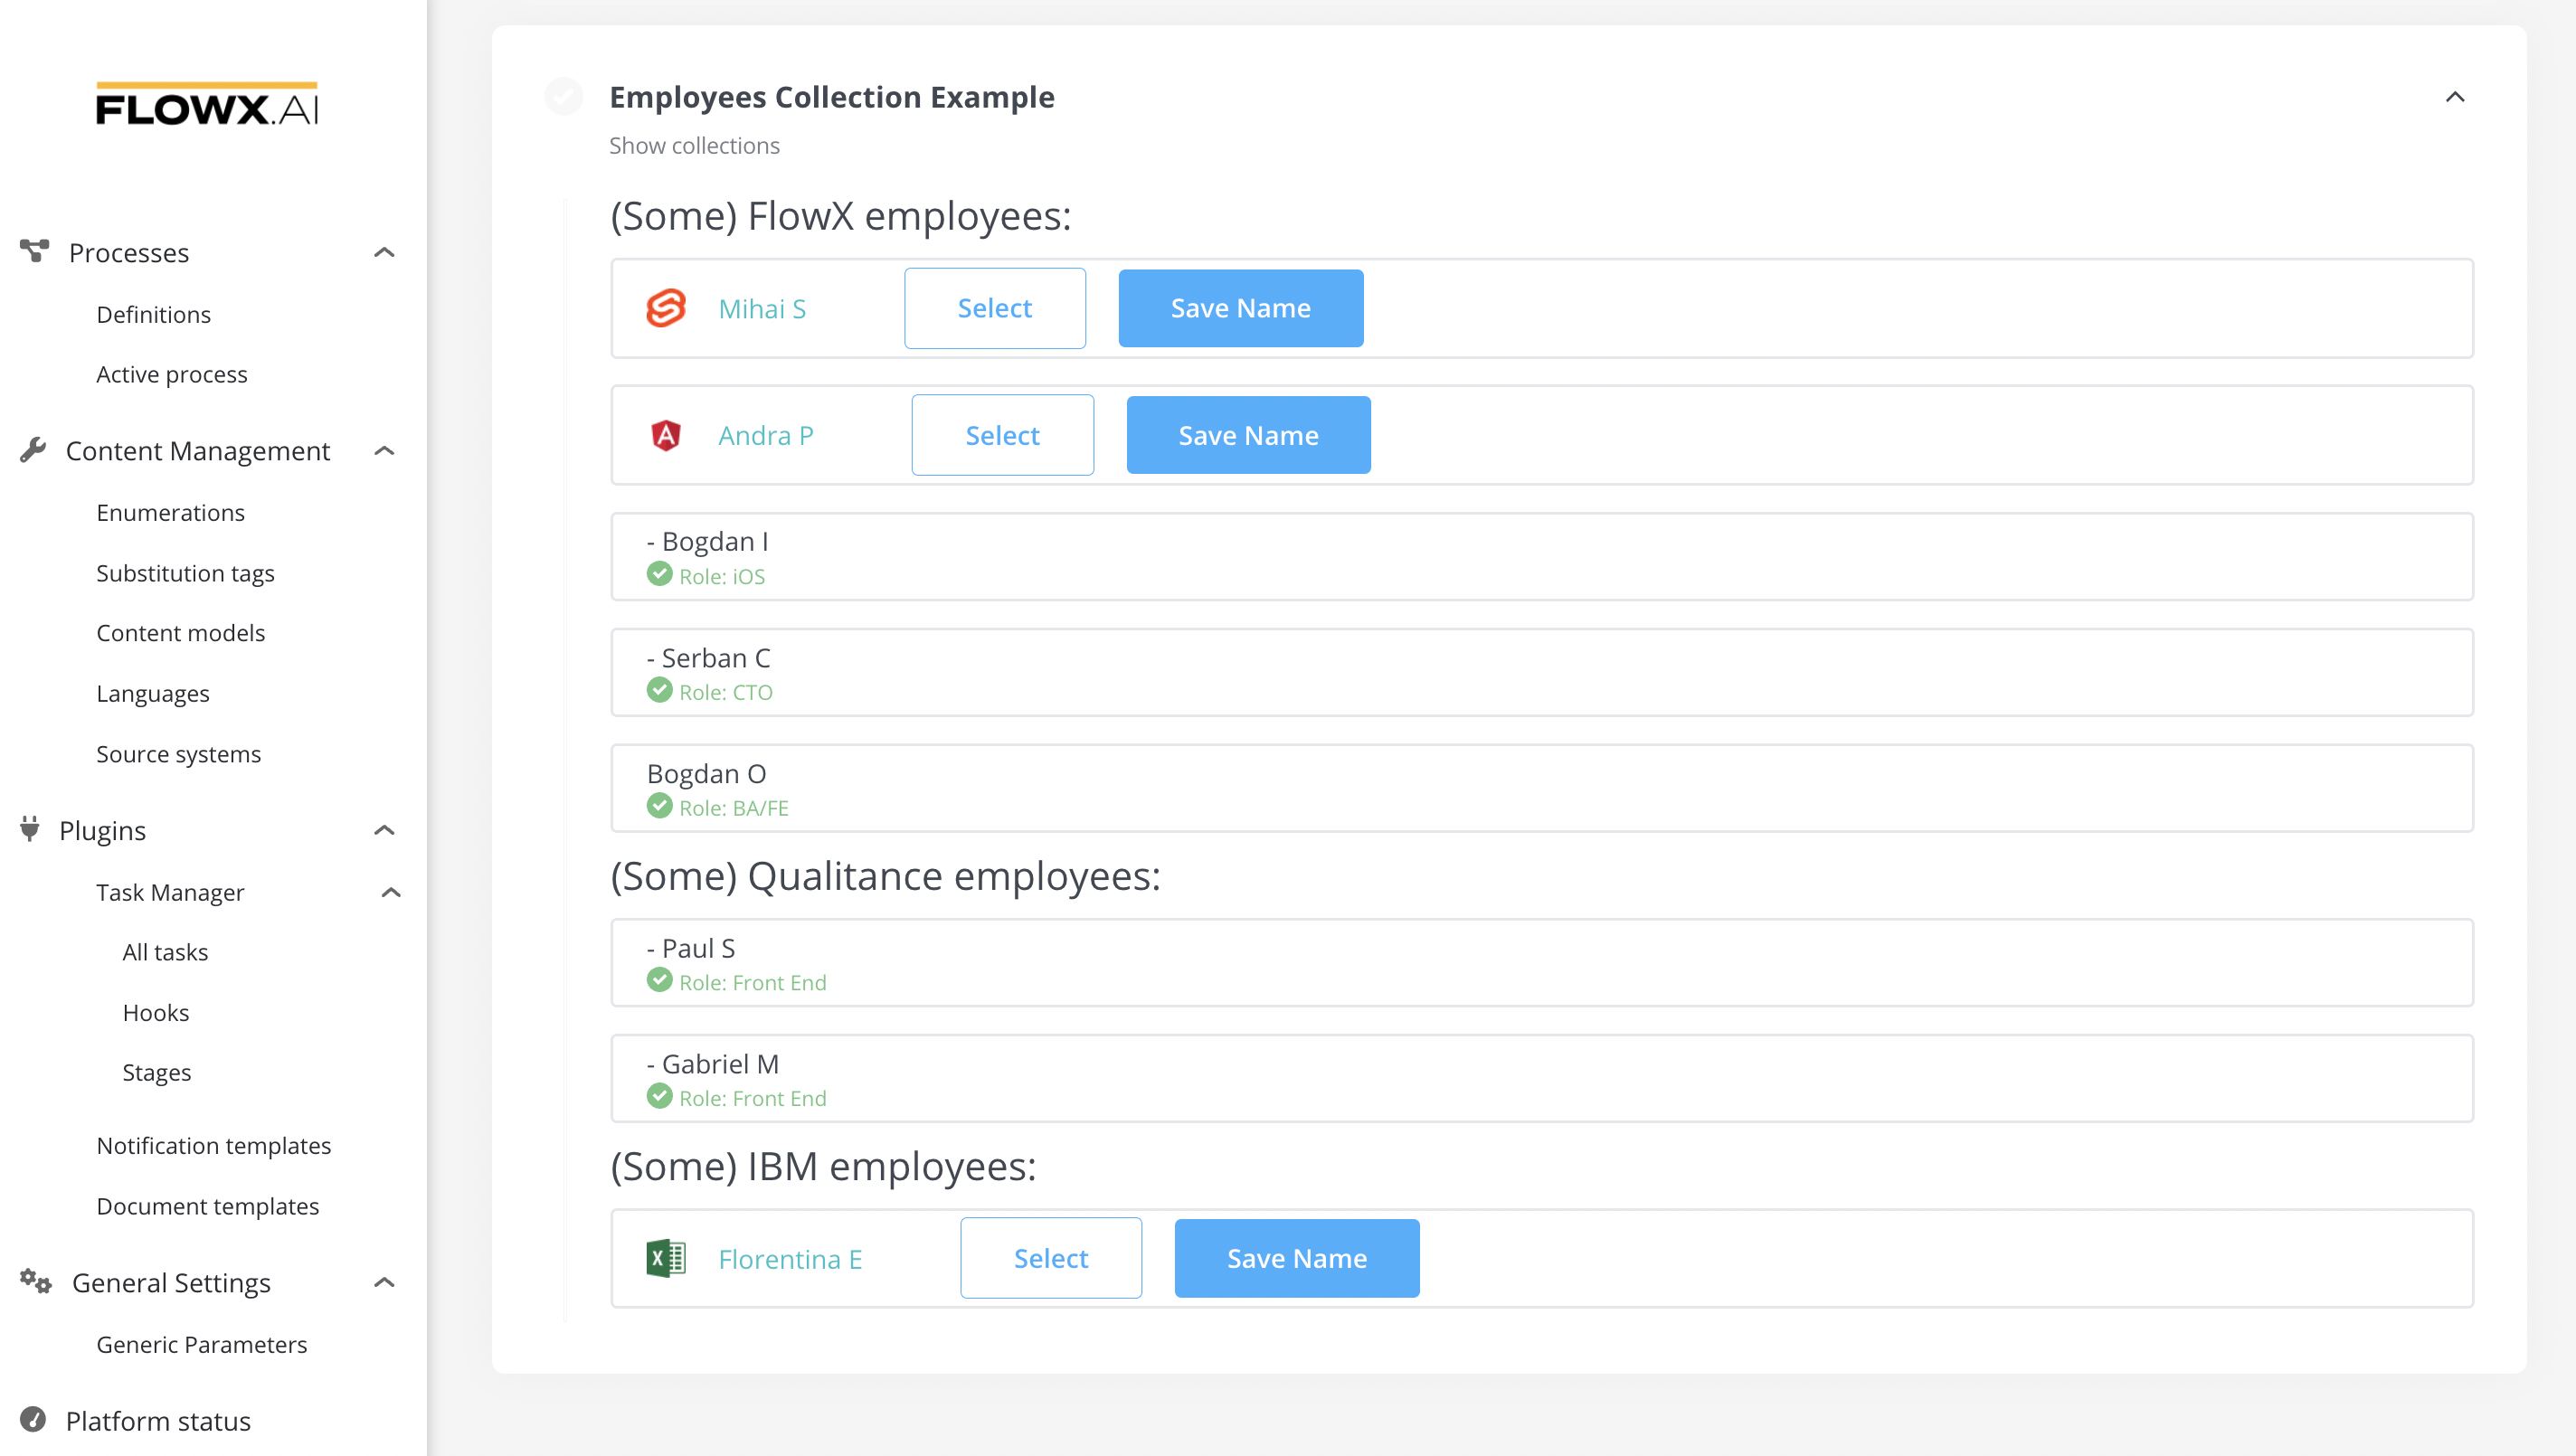 FLOWX.AI
Processes
Definitions
Active process
Content Management
Enumerations
Substitution tags
Content models
Languages
Source systems
Plugins
Task Manager
All tasks
Hooks
Stages
Notification templates
Document templates
General Settings
Generic Parameters
Platform status
Employees Collection Example
Show collections
(Some) FlowX employees:
Mihai S Select Save Name
A Andra P Select Save Name
- Bogdan I
Role: iOS
- Serban C
Role: CTO
Bogdan O
Role: BA/FE
(Some) Qualitance employees:
- Paul S
Role: Front End
- Gabriel M
Role: Front End
(Some) IBM employees:
X Florentina E Select Save Name